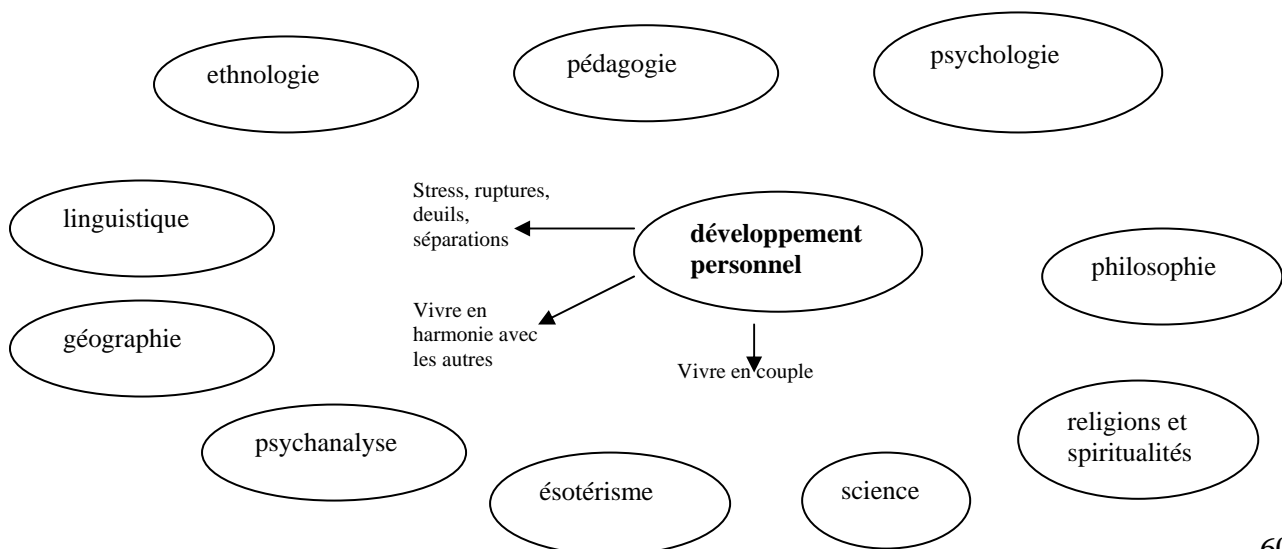 ethnologie
pédagogie
psychologie
linguistique
Stress, ruptures,
deuils,
séparations
développement
personnel
philosophie
géographie
Vivre en
harmonie avec
les autres
Vivre en couple
psychanalyse
religions et
spiritualités
ésotérisme
science